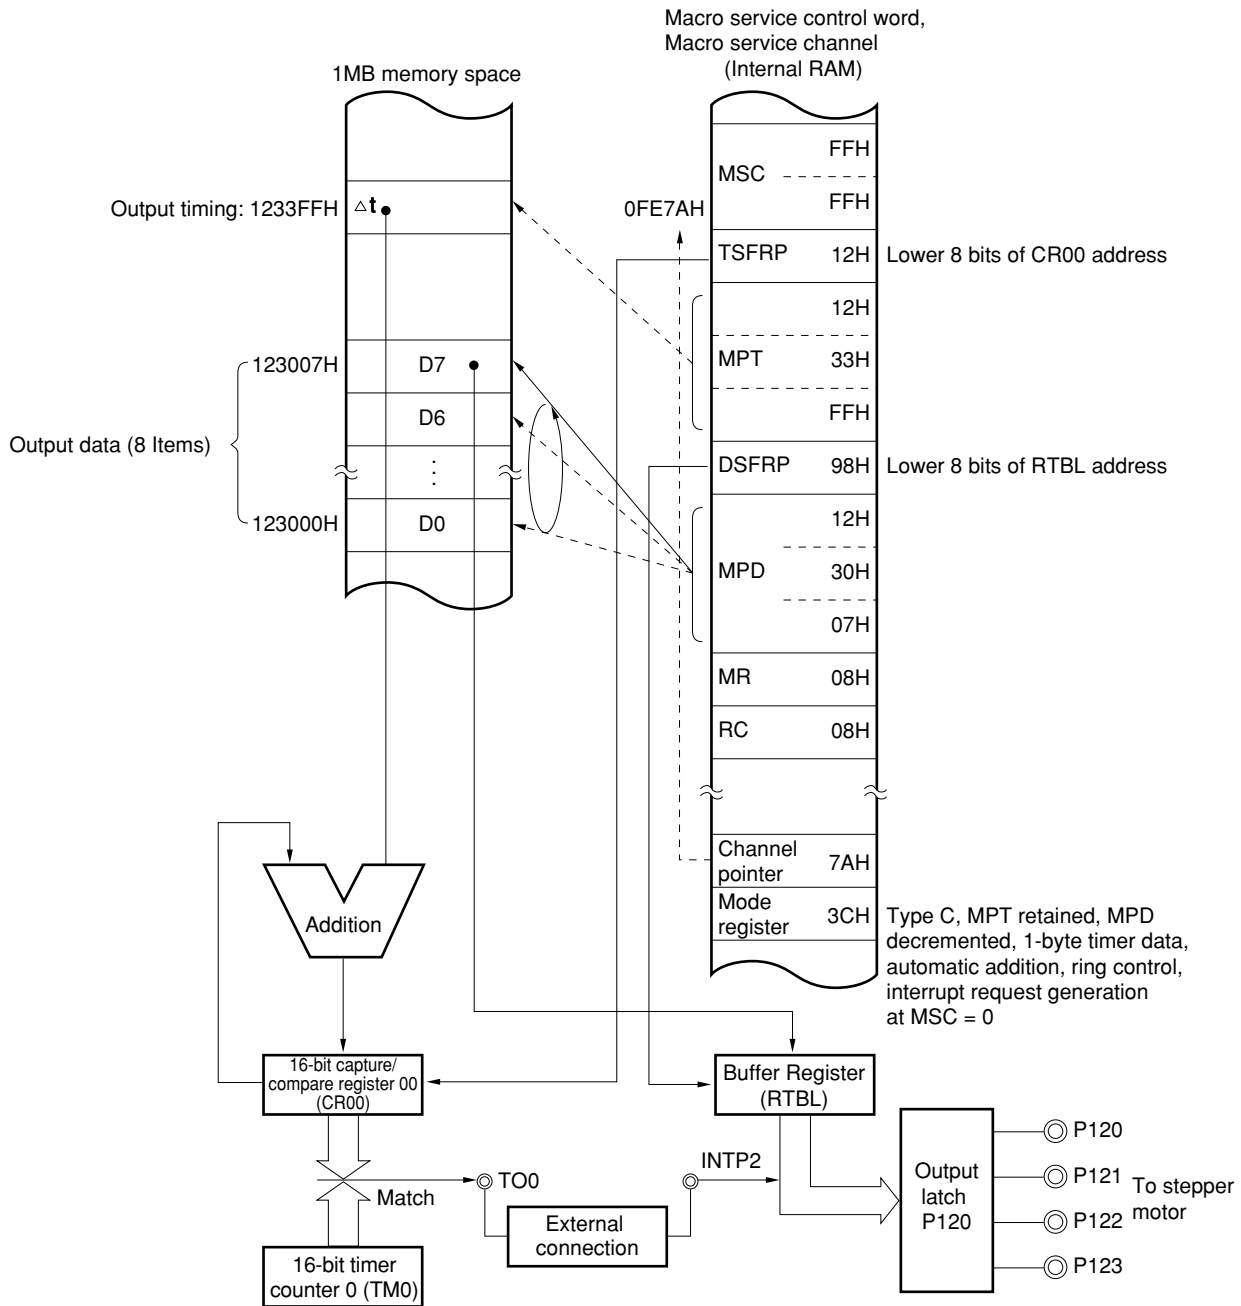 Macro service control word,
Macro service channel
(Internal RAM)
1MB memory space
FFH
MSC
FFH
Output timing: 1233FFH
△t
0FE7AH
TSFRP 12H Lower 8 bits of CR00 address
12H
MPT 33H
FFH
123007H D7
D6
Output data (8 Items)
⋮
123000H D0
DSFRP 98H Lower 8 bits of RTBL address
12H
MPD 30H
07H
MR 08H
RC 08H
Channel
pointer 7AH
Mode
register 3CH
Type C, MPT retained, MPD
decremented, 1-byte timer data,
automatic addition, ring control,
interrupt request generation
at MSC = 0
Addition
16-bit capture/
compare register 00
(CR00)
Buffer Register
(RTBL)
Match
TO0
INTP2
External
connection
16-bit timer
counter 0 (TM0)
Output
latch
P120
P120
P121
P122
P123
To stepper
motor